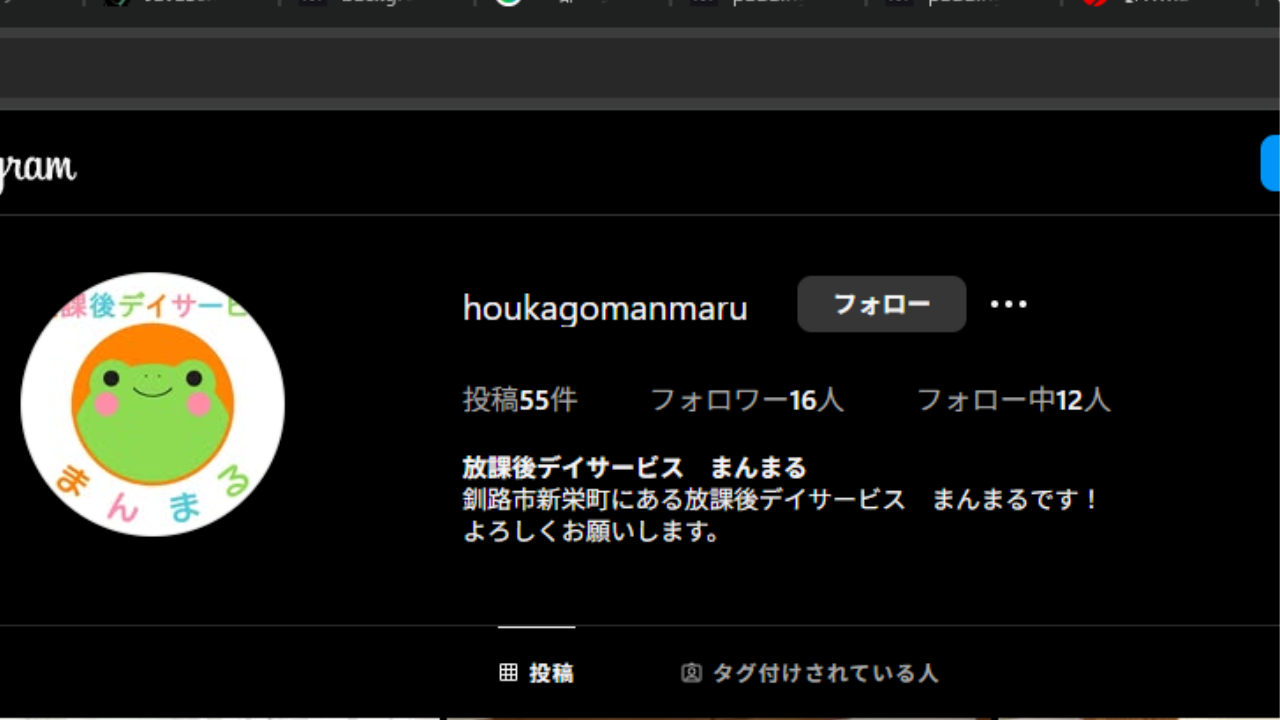 gram
課後デイサービ
まんまる
houkagomanmaru
フォロー
投稿55件 フォロワー16人 フォロー中12人
放課後デイサービス　まんまる
釧路市新栄町にある放課後デイサービス　まんまるです！
よろしくお願いします。
投稿 タグ付けされている人